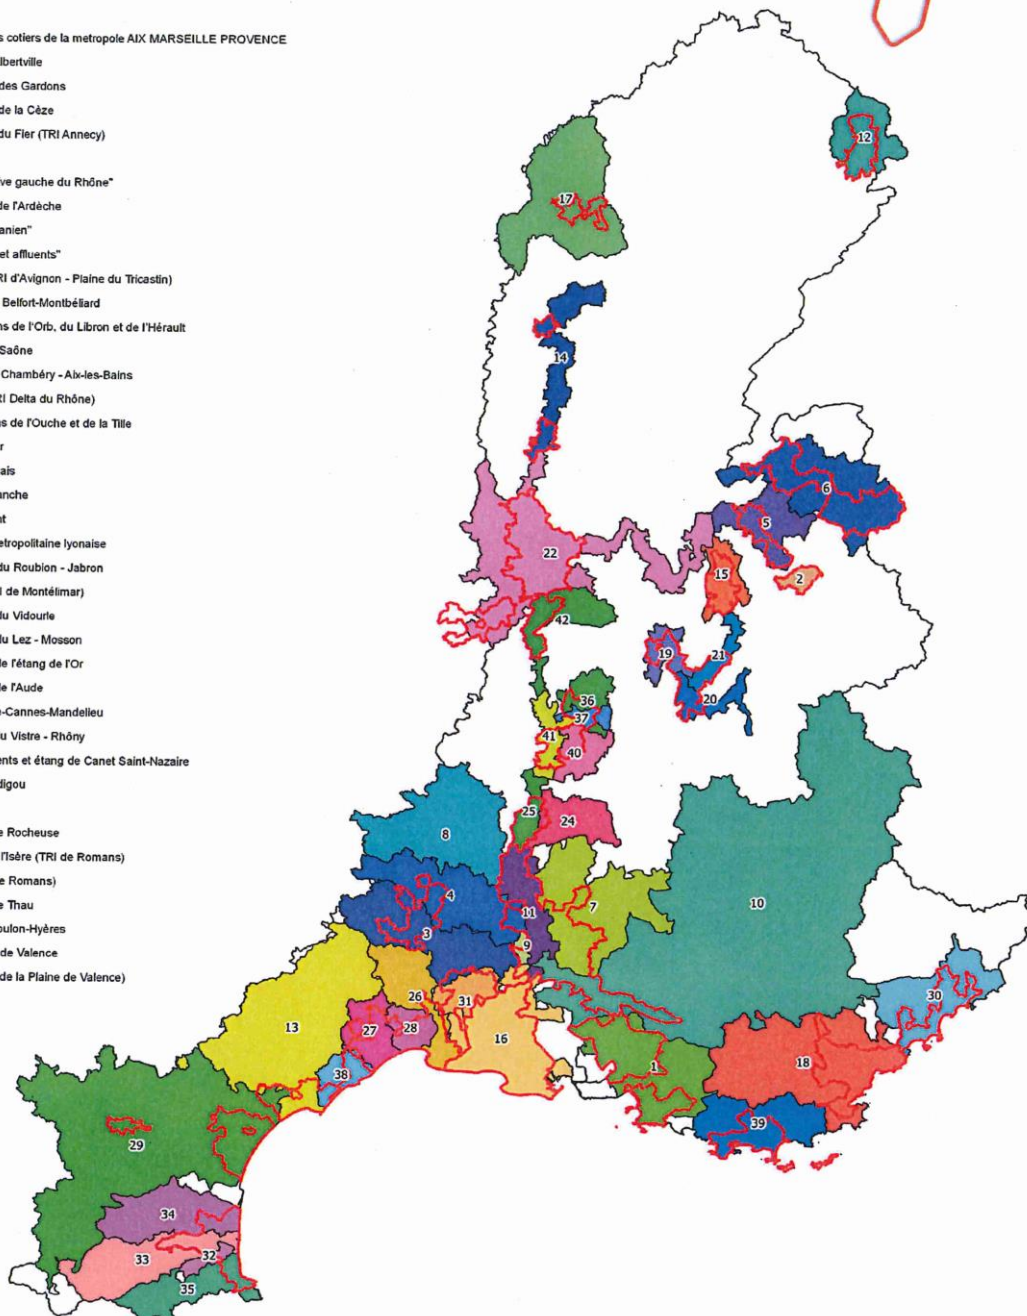 s cotiers de la metropole AIX MARSEILLE PROVENCE
lbertville
des Gardons
de la Cèze
du Fier (TRI Annecy)
ve gauche du Rhône"
de l'Ardèche
anien"
et affluents"
RI d'Avignon - Plaine du Tricastin)
Belfort-Montbéliard
ns de l'Orb, du Libron et de l'Hérault
Saône
Chambéry - Aix-les-Bains
RI Delta du Rhône)
s de l'Ouche et de la Tille
r
ais
anche
nt
etropolitaine lyonaise
du Roubion - Jabron
I de Montélimar)
du Vidourle
du Lez - Mosson
de l'étang de l'Or
de l'Aude
e-Cannes-Mandelieu
u Vistre - Rhôny
ents et étang de Canet Saint-Nazaire
digou
e Rocheuse
l'Isère (TRI de Romans)
e Romans)
e Thau
oulon-Hyères
de Valence
de la Plaine de Valence)
12
17
14
6
5
22
15
2
42
19
21
20
36
37
41
40
25
24
8
4
7
10
11
3
9
26
31
30
13
27
28
16
38
1
18
39
29
34
33
32
35